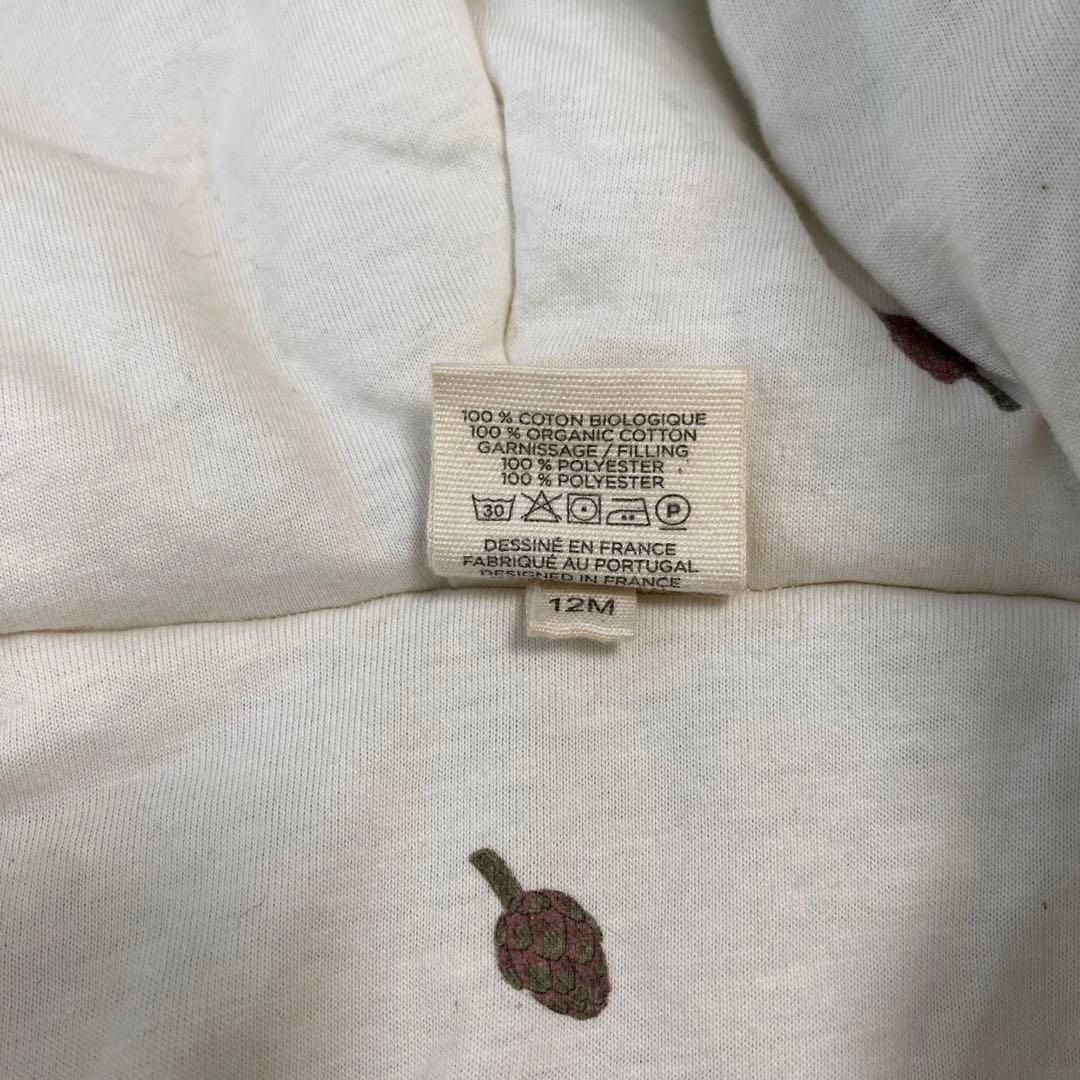 100 % COTON BIOLOGIQUE
100 % ORGANIC COTTON
GARNISSAGE / FILLING
100 % POLYESTER
100 % POLYESTER
30 P
DESSINÉ EN FRANCE
FABRIQUÉ AU PORTUGAL
DESIGNED IN FRANCE
12M